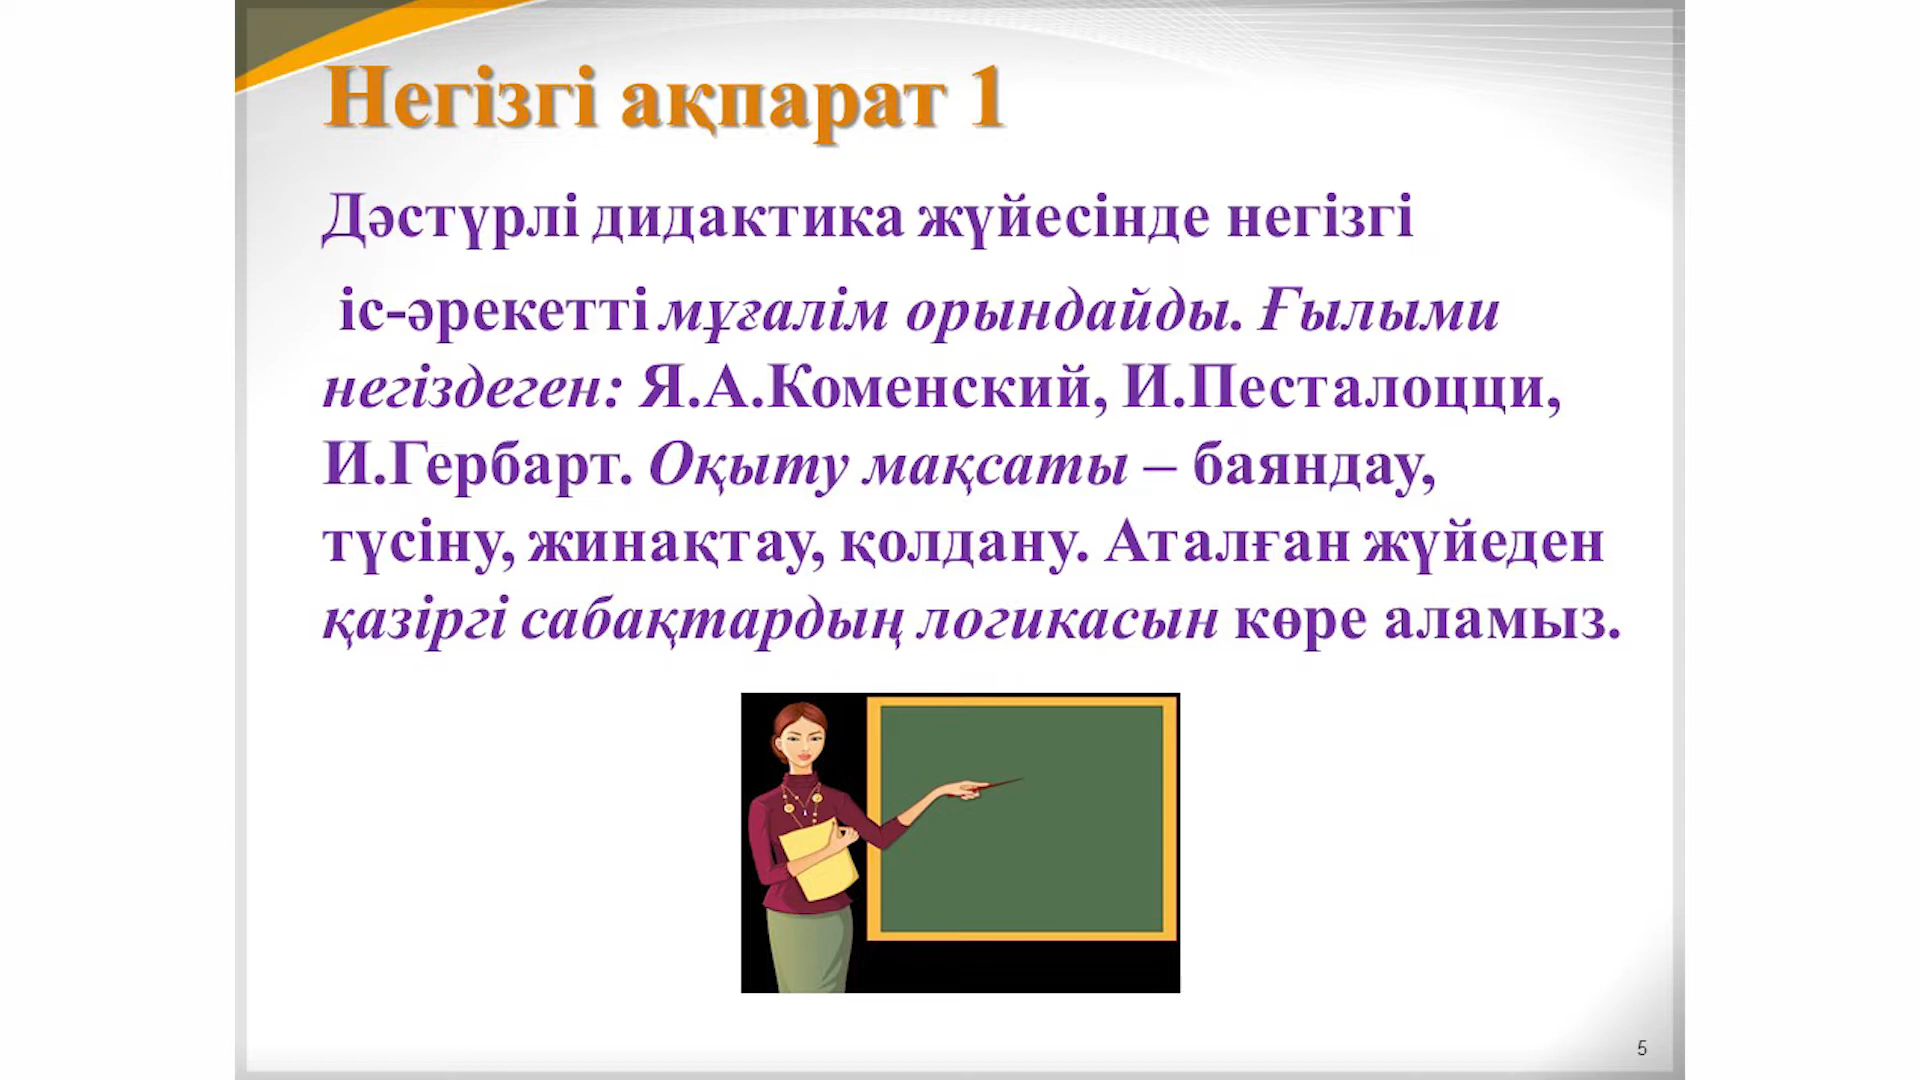 Негізгі ақпарат 1
Дәстүрлі дидактика жүйесінде негізгі
іс-әрекетті мұғалім орындайды. Ғылыми
негіздеген: Я.А.Коменский, И.Песталоцци,
И.Гербарт. Оқыту мақсаты – баяндау,
түсіну, жинақтау, қолдану. Аталған жүйеден
қазіргі сабақтардың логикасын көре аламыз.
5